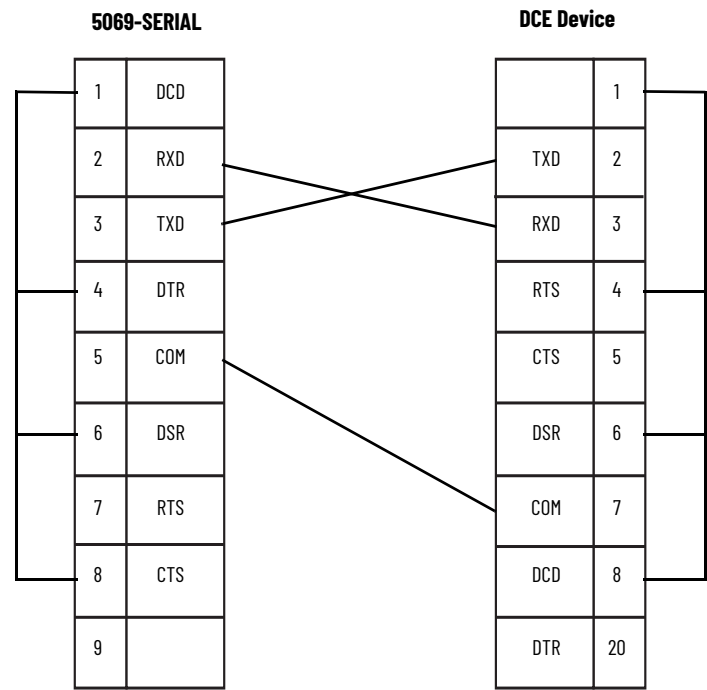 5069-SERIAL DCE Device
1 DCD 1
2 RXD TXD 2
3 TXD RXD 3
4 DTR RTS 4
5 COM CTS 5
6 DSR DSR 6
7 RTS COM 7
8 CTS DCD 8
9 DTR 20